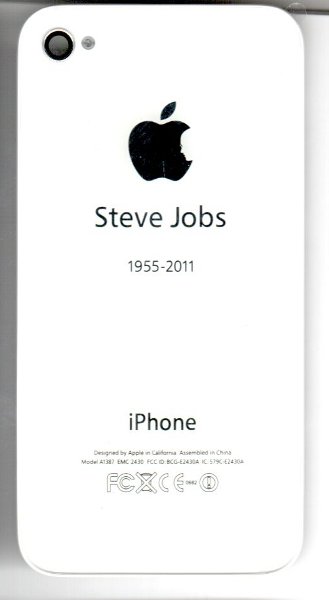 Steve Jobs
1955-2011
iPhone
Designed by Apple in California. Assembled in China
Model A1387 EMC 2430 FCC ID: BCG-E2430A IC: 579C-E2430A
FC CE 0682